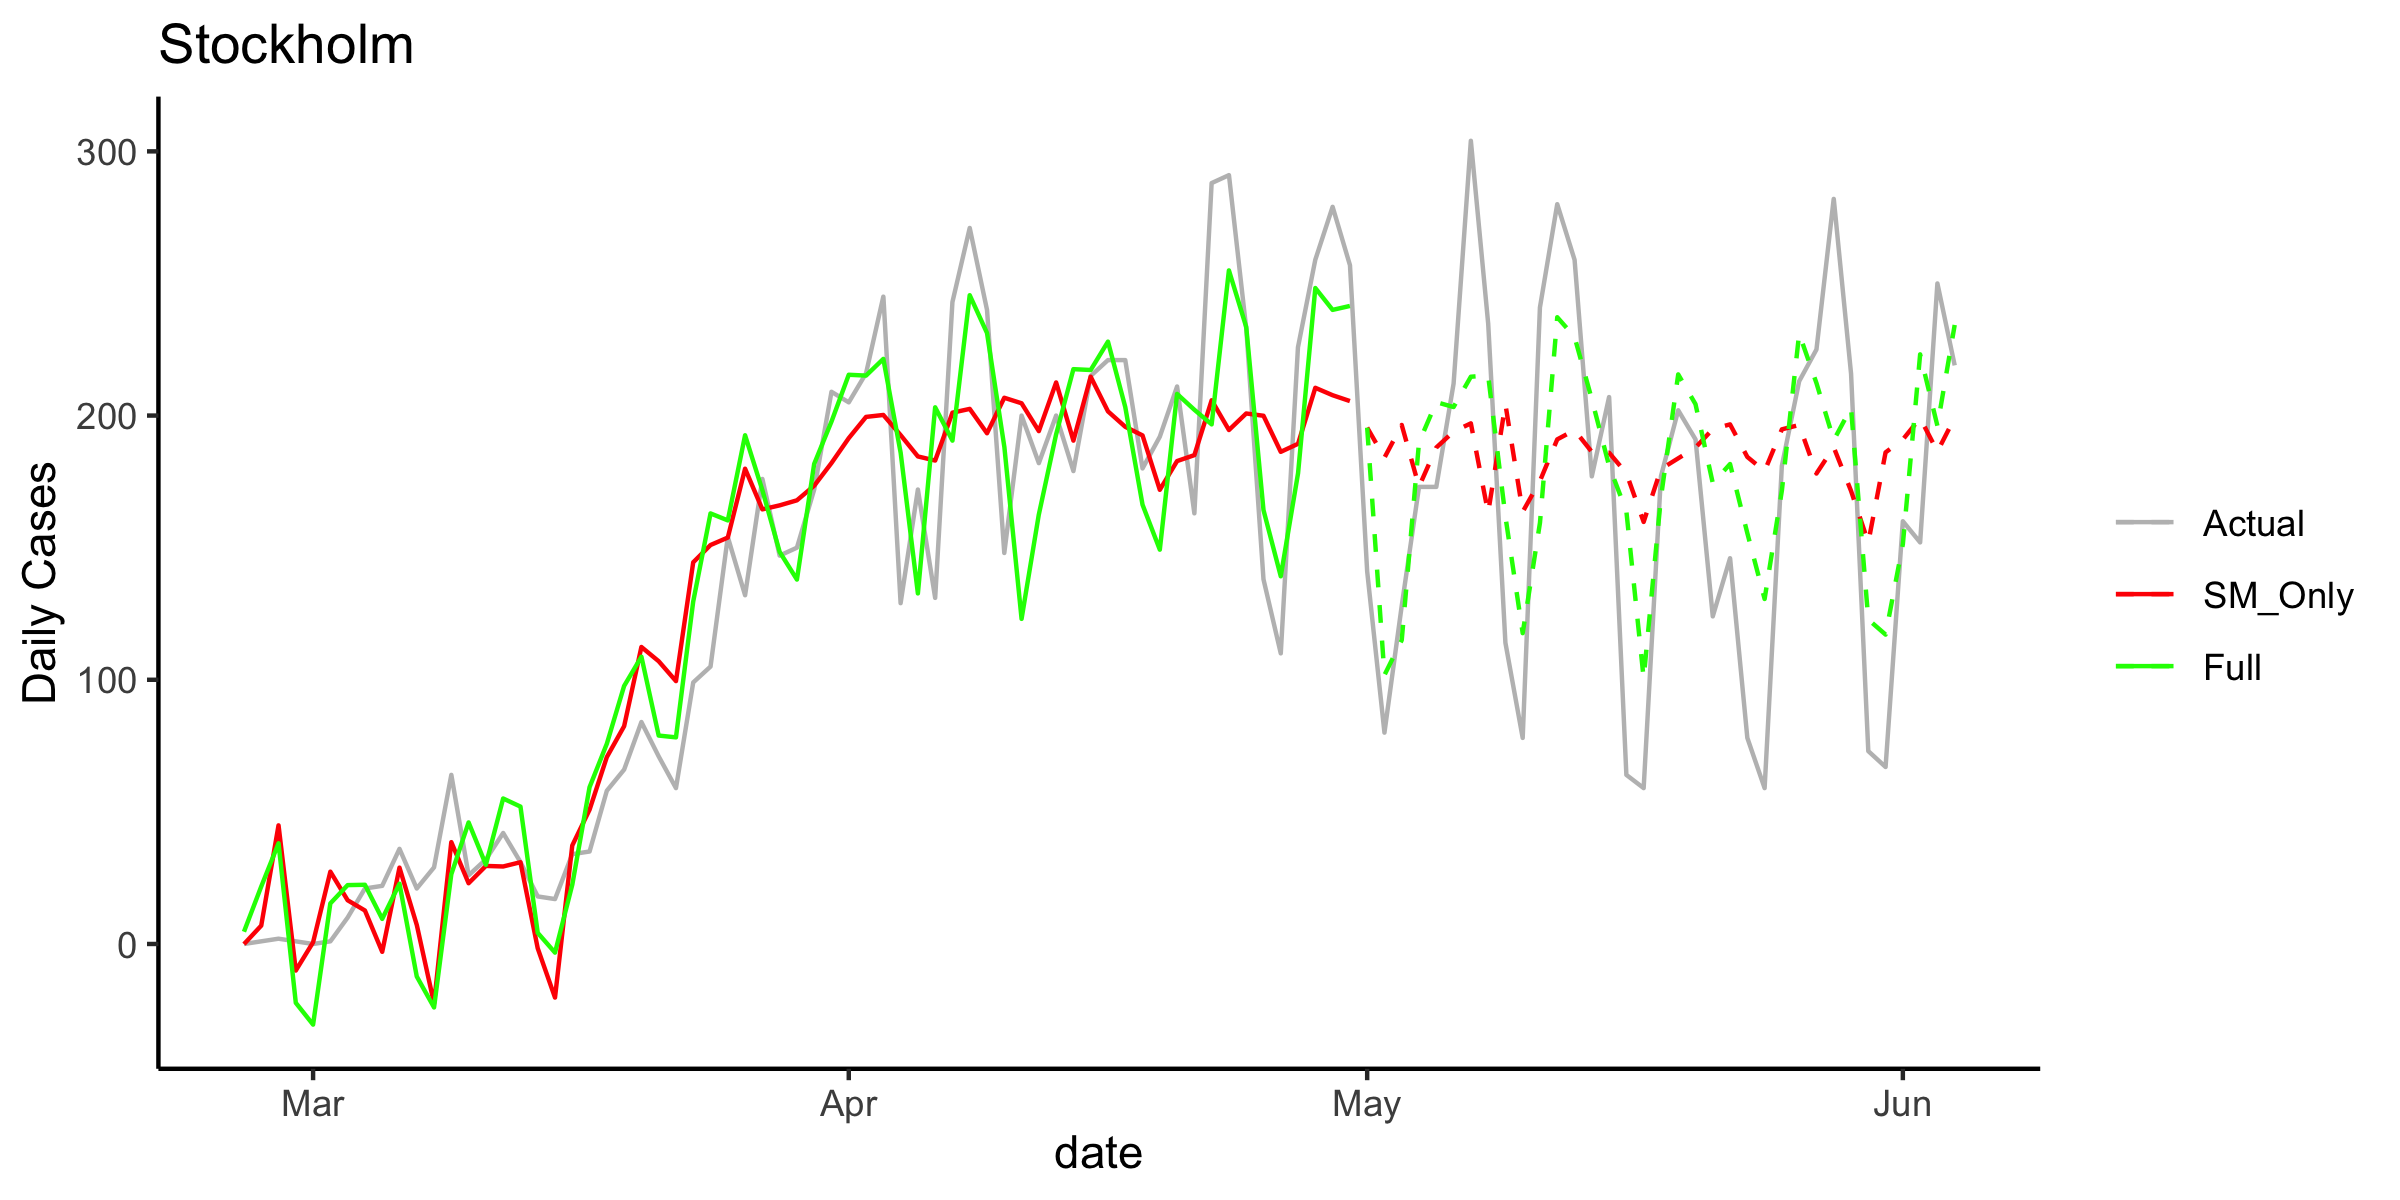 Stockholm
Daily Cases
300
200
100
0
Mar
Apr
May
Jun
date
Actual
SM_Only
Full